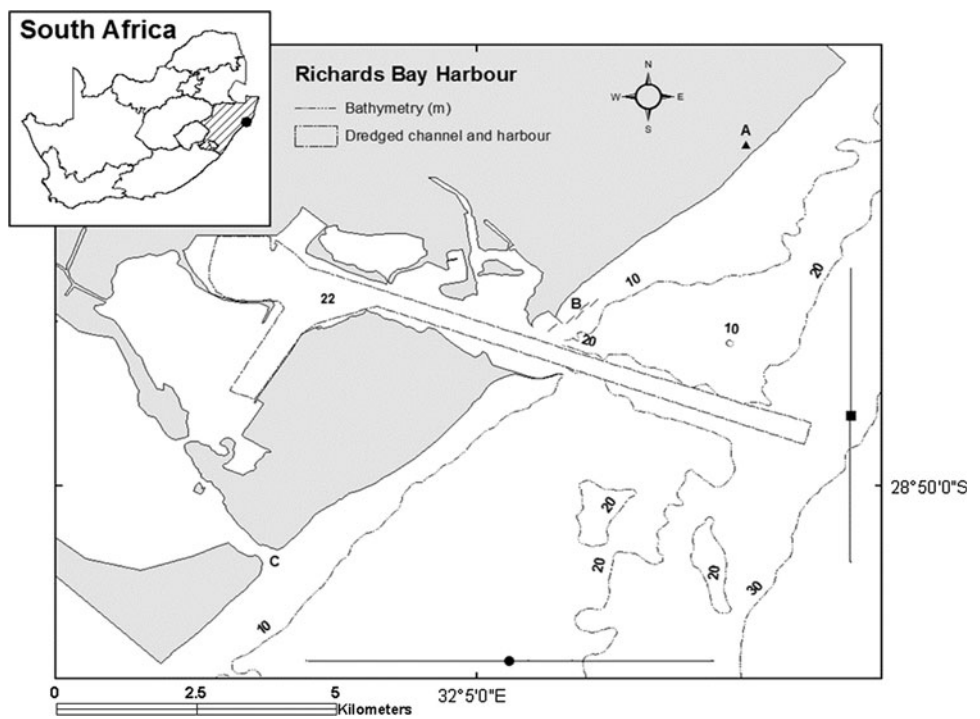 South Africa
Richards Bay Harbour
Bathymetry (m)
Dredged channel and harbour
N
W
E
S
A
B
C
22
10
20
20
10
20
20
20
30
10
28°50'0"S
32°5'0"E
0
2.5
5
Kilometers